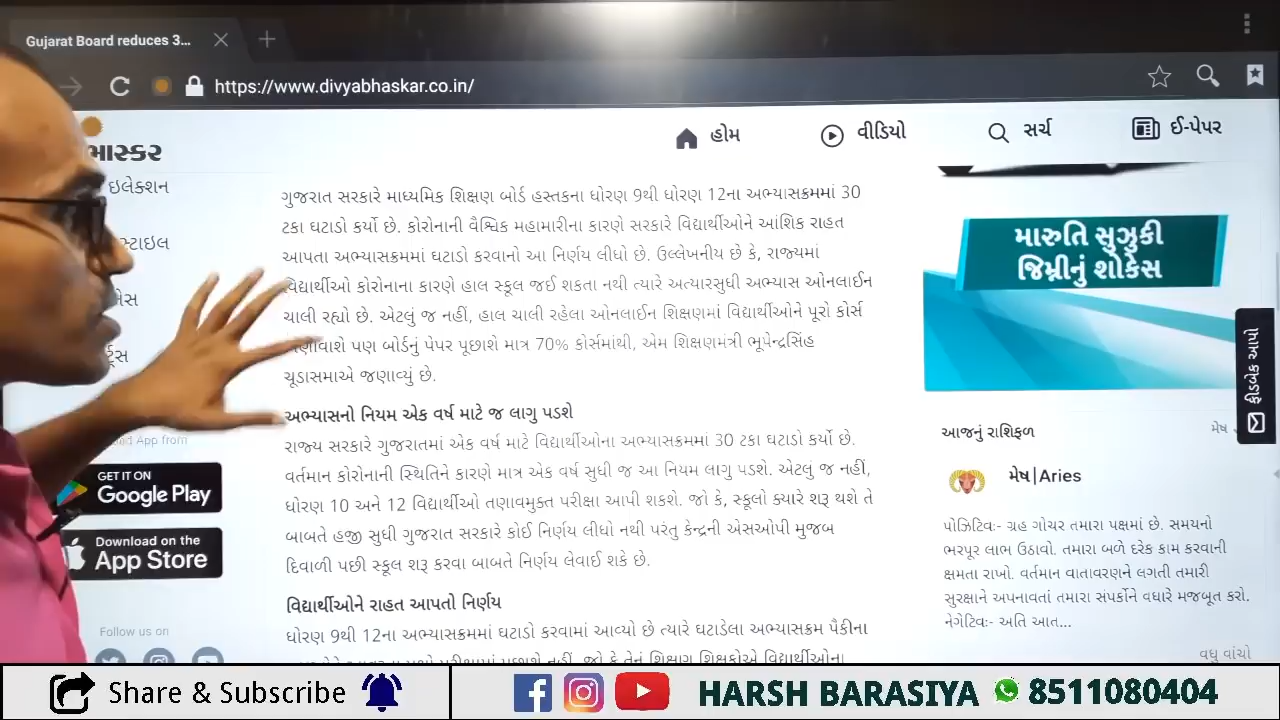 Gujarat Board reduces 3...
https://www.divyabhaskar.co.in/
ભાસ્કર
હોમ
વીડિયો
સર્ચ
ઈ-પેપર
ઇલેક્શન
ગુજરાત સરકારે માધ્યમિક શિક્ષણ બોર્ડ હસ્તકના ધોરણ 9થી ધોરણ 12ના અભ્યાસક્રમમાં 30
ટકા ઘટાડો કર્યો છે. કોરોનાની વૈશ્વિક મહામારીના કારણે સરકારે વિદ્યાર્થીઓને આંશિક રાહત
આપતા અભ્યાસક્રમમાં ઘટાડો કરવાનો આ નિર્ણય લીધો છે. ઉલ્લેખનીય છે કે, રાજ્યમાં
વિદ્યાર્થીઓ કોરોનાના કારણે હાલ સ્કૂલ જઈ શકતા નથી ત્યારે અત્યારસુધી અભ્યાસ ઓનલાઈન
ચાલી રહ્યો છે. એટલું જ નહીં, હાલ ચાલી રહેલા ઓનલાઈન શિક્ષણમાં વિદ્યાર્થીઓને પૂરો કોર્સ
પણ બોર્ડનું પેપર પૂછાશે માત્ર 70% કોર્સમાંથી, એમ શિક્ષણમંત્રી ભૂપેન્દ્રસિંહ
ચૂડાસમાએ જણાવ્યું છે.
અભ્યાસનો નિયમ એક વર્ષ માટે જ લાગુ પડશે
રાજ્ય સરકારે ગુજરાતમાં એક વર્ષ માટે વિદ્યાર્થીઓના અભ્યાસક્રમમાં 30 ટકા ઘટાડો કર્યો છે.
વર્તમાન કોરોનાની સ્થિતિને કારણે માત્ર એક વર્ષ સુધી જ આ નિયમ લાગુ પડશે. એટલું જ નહીં,
ધોરણ 10 અને 12 વિદ્યાર્થીઓ તણાવમુક્ત પરીક્ષા આપી શકશે. જો કે, સ્કૂલો ક્યારે શરૂ થશે તે
બાબતે હજી સુધી ગુજરાત સરકારે કોઈ નિર્ણય લીધો નથી પરંતુ કેન્દ્રની એસઓપી મુજબ
દિવાળી પછી સ્કૂલ શરૂ કરવા બાબતે નિર્ણય લેવાઈ શકે છે.
વિદ્યાર્થીઓને રાહત આપતો નિર્ણય
ધોરણ 9થી 12ના અભ્યાસક્રમમાં ઘટાડો કરવામાં આવ્યો છે ત્યારે ઘટાડેલા અભ્યાસક્રમ પૈકીના
GET IT ON
Google Play
Download on the
App Store
Follow us on
મારુતિ સુઝુકી
જિમ્નીનું શોકેસ
ફીડબેક આપો
આજનું રાશિફળ
મેષ
મેષ|Aries
પોઝિટિવઃ- ગ્રહ ગોચર તમારા પક્ષમાં છે. સમયનો
ભરપૂર લાભ ઉઠાવો. તમારા બળે દરેક કામ કરવાની
ક્ષમતા રાખો. વર્તમાન વાતાવરણને લગતી તમારી
સુરક્ષાને અપનાવતાં તમારા સંપર્કોને વધારે મજબૂત કરો.
નેગેટિવઃ- અતિ આત...
વધુ વાંચો
Share & Subscribe
HARSH BARASIYA
8511080404